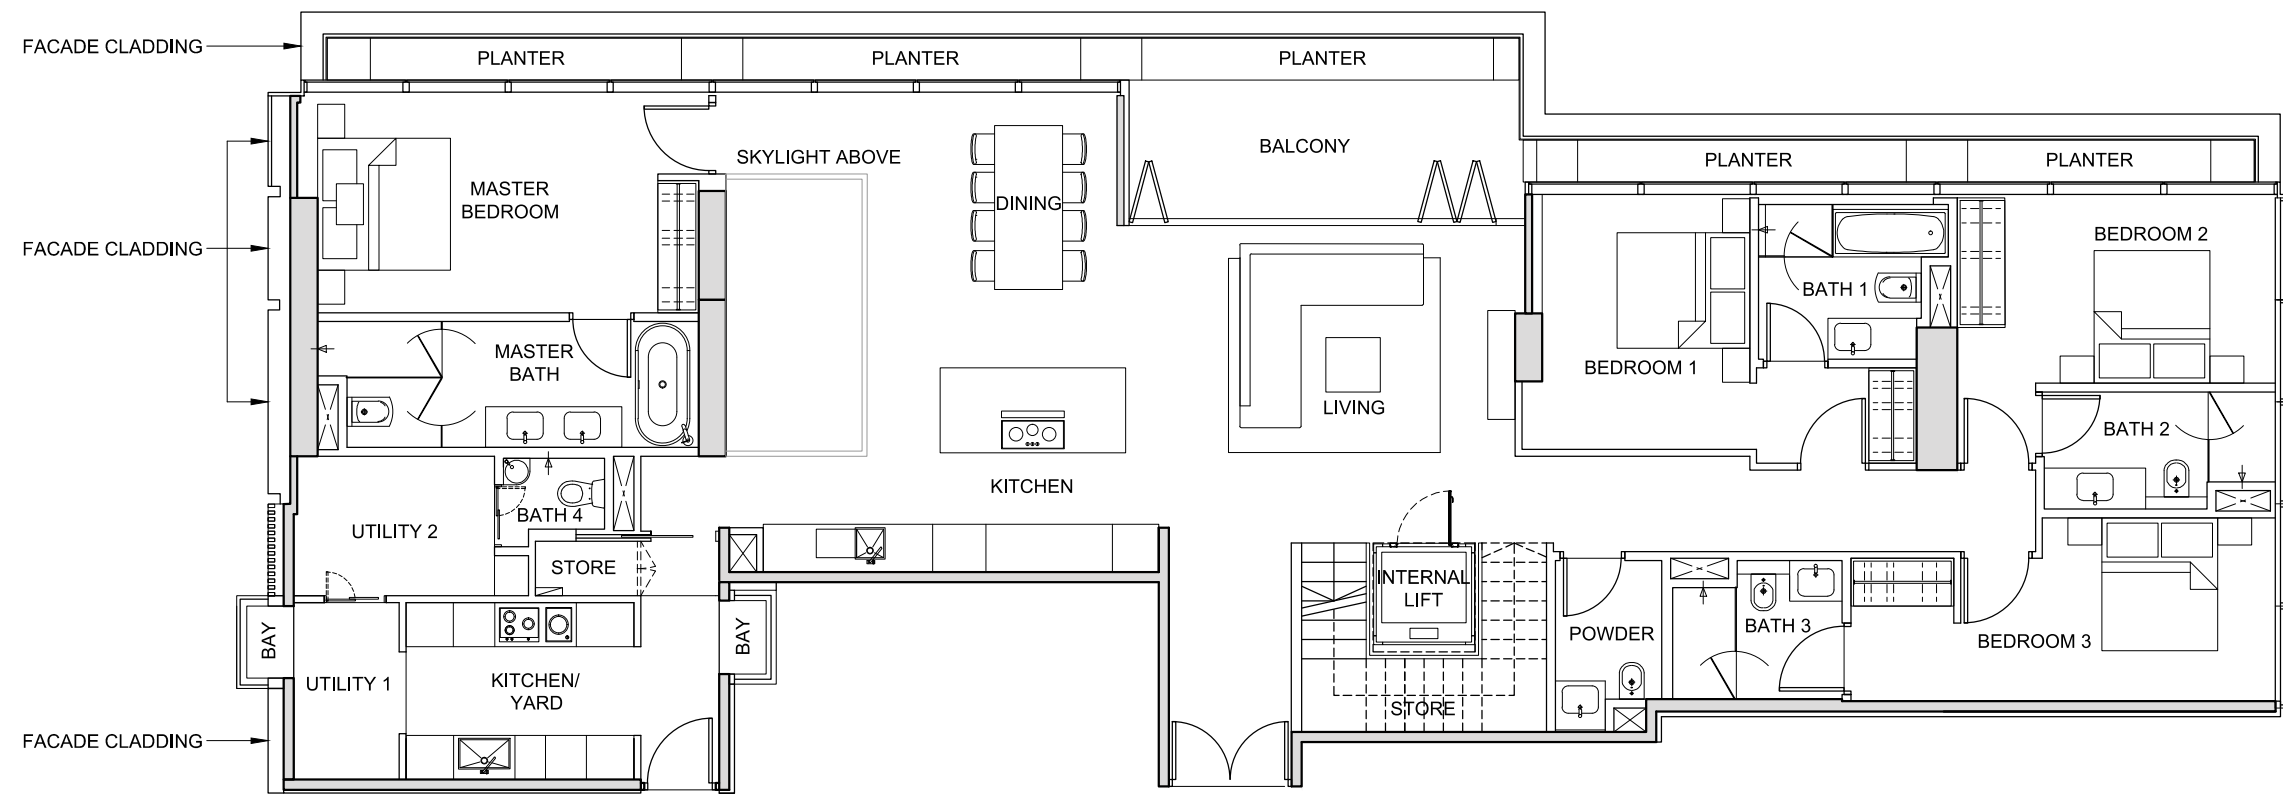 FACADE CLADDING
PLANTER
PLANTER
PLANTER
BALCONY
SKYLIGHT ABOVE
PLANTER
PLANTER
MASTER
BEDROOM
DINING
FACADE CLADDING
BEDROOM 2
BATH 1
MASTER
BATH
BEDROOM 1
LIVING
BATH 2
KITCHEN
BATH 4
UTILITY 2
STORE
INTERNAL
LIFT
BAY
BAY
POWDER
BATH 3
BEDROOM 3
UTILITY 1
KITCHEN/
YARD
STORE
FACADE CLADDING